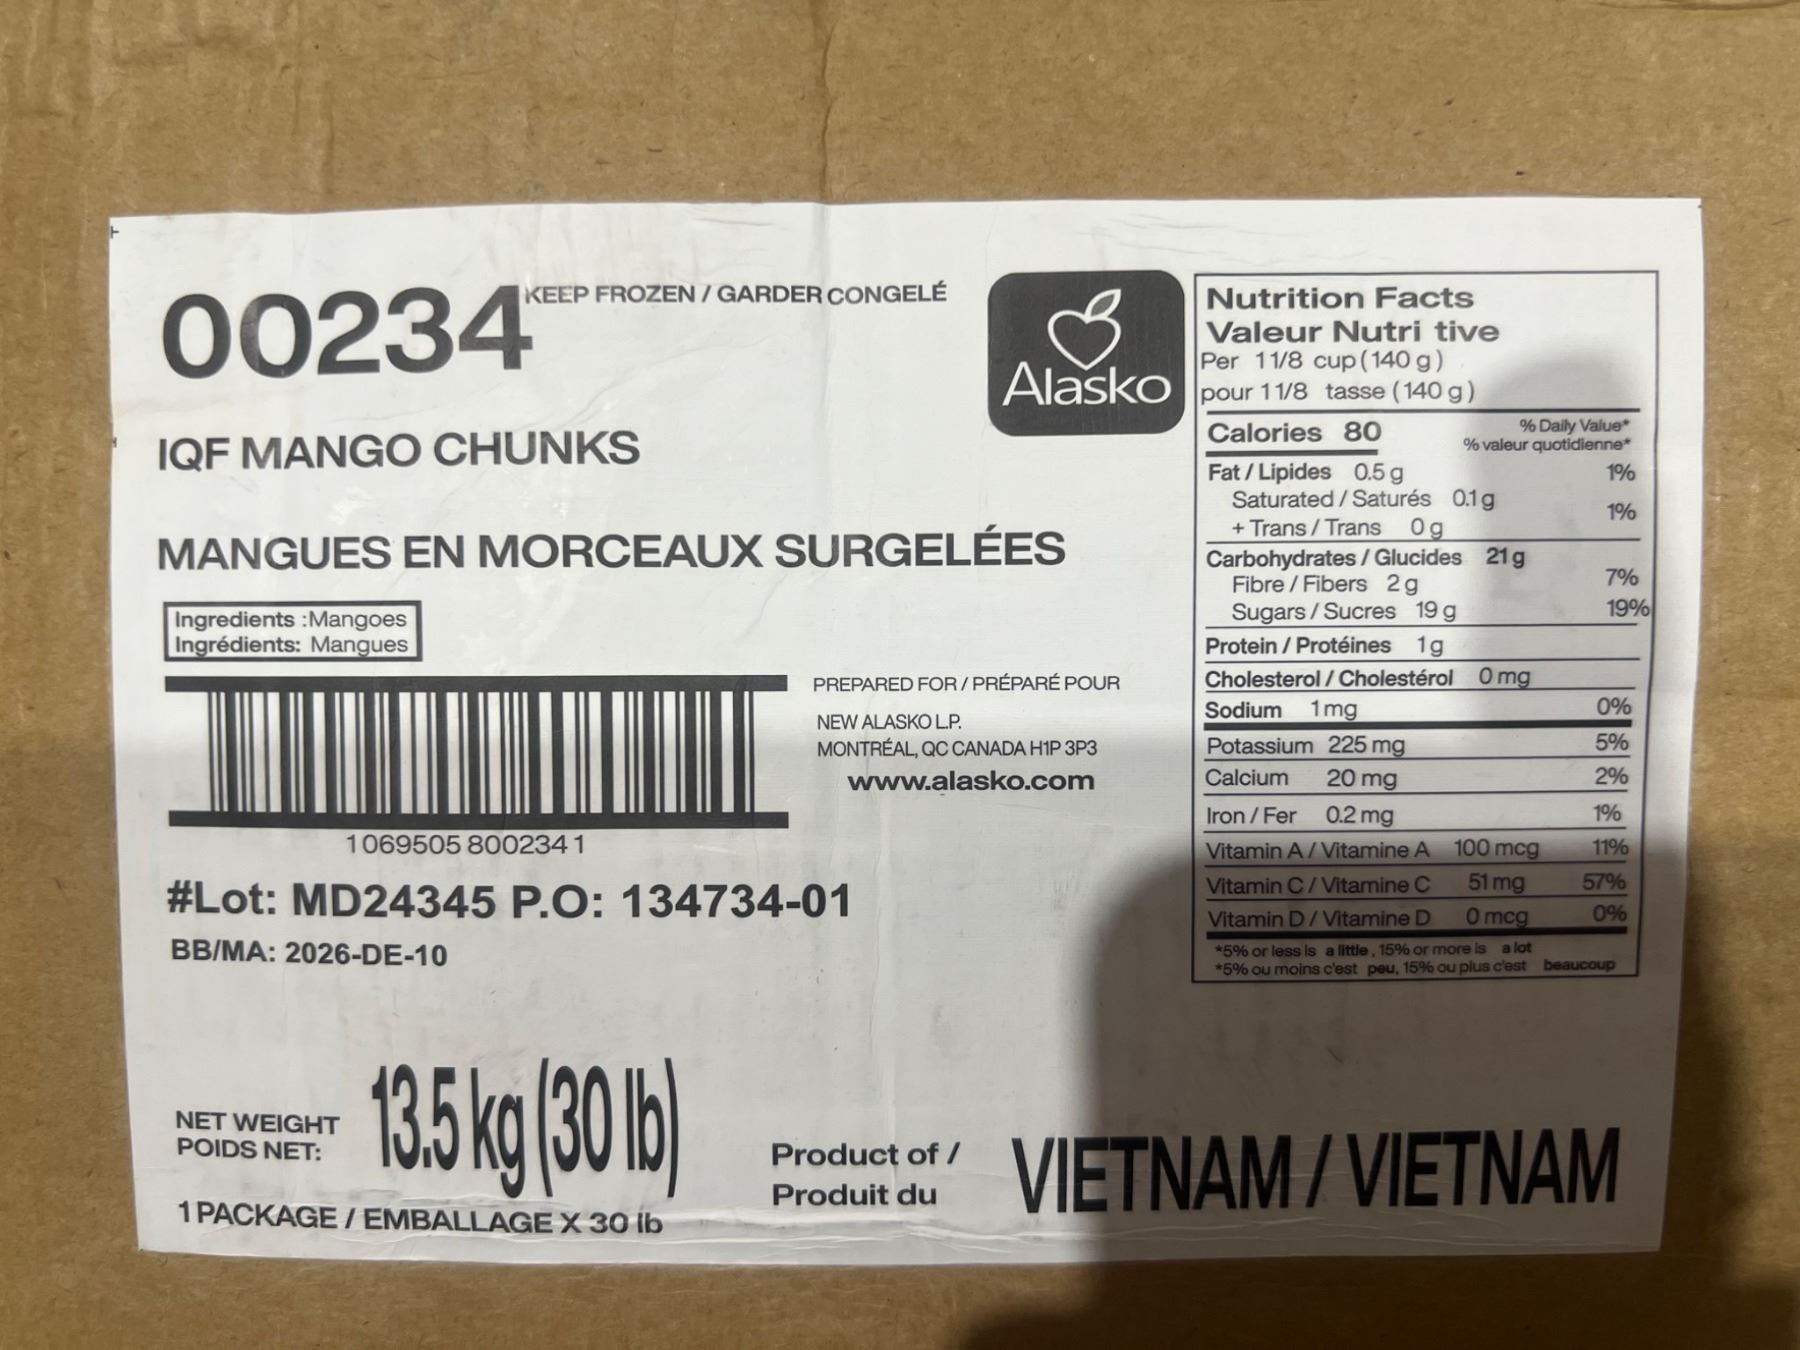 00234
KEEP FROZEN / GARDER CONGELÉ
IQF MANGO CHUNKS
MANGUES EN MORCEAUX SURGELÉES
Ingredients :Mangoes
Ingrédients: Mangues
1069505 8002341
PREPARED FOR / PRÉPARÉ POUR
NEW ALASKO L.P.
MONTRÉAL, QC CANADA H1P 3P3
www.alasko.com
#Lot: MD24345 P.O: 134734-01
BB/MA: 2026-DE-10
NET WEIGHT
POIDS NET:
13.5 kg (30 lb)
1 PACKAGE / EMBALLAGE X 30 lb
Product of /
Produit du
VIETNAM / VIETNAM
Alasko
Nutrition Facts
Valeur Nutri tive
Per 1 1/8 cup (140 g)
pour 1 1/8 tasse (140 g)
Calories 80
% Daily Value*
% valeur quotidienne*
Fat / Lipides 0.5 g 1%
Saturated / Saturés 0.1 g
+ Trans / Trans 0 g 1%
Carbohydrates / Glucides 21 g
Fibre / Fibers 2 g 7%
Sugars / Sucres 19 g 19%
Protein / Protéines 1 g
Cholesterol / Cholestérol 0 mg
Sodium 1 mg 0%
Potassium 225 mg 5%
Calcium 20 mg 2%
Iron / Fer 0.2 mg 1%
Vitamin A / Vitamine A 100 mcg 11%
Vitamin C / Vitamine C 51 mg 57%
Vitamin D / Vitamine D 0 mcg 0%
*5% or less is a little, 15% or more is a lot
*5% ou moins c'est peu, 15% ou plus c'est beaucoup